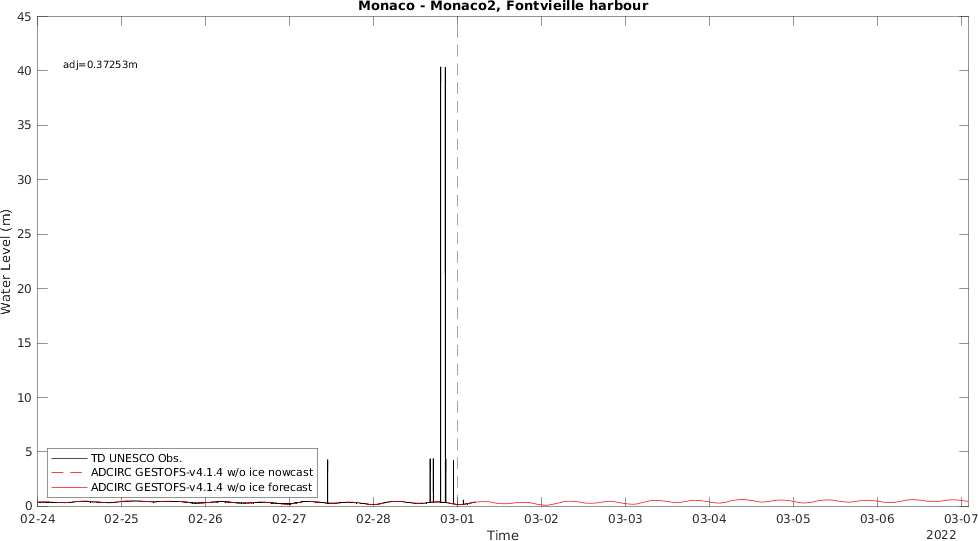 Monaco - Monaco2, Fontvieille harbour
45
40
35
30
25
20
15
10
5
0
Water Level (m)
adj=0.37253m
TD UNESCO Obs.
ADCIRC GESTOFS-v4.1.4 w/o ice nowcast
ADCIRC GESTOFS-v4.1.4 w/o ice forecast
02-24 02-25 02-26 02-27 02-28 03-01 03-02 03-03 03-04 03-05 03-06 03-07
Time
2022